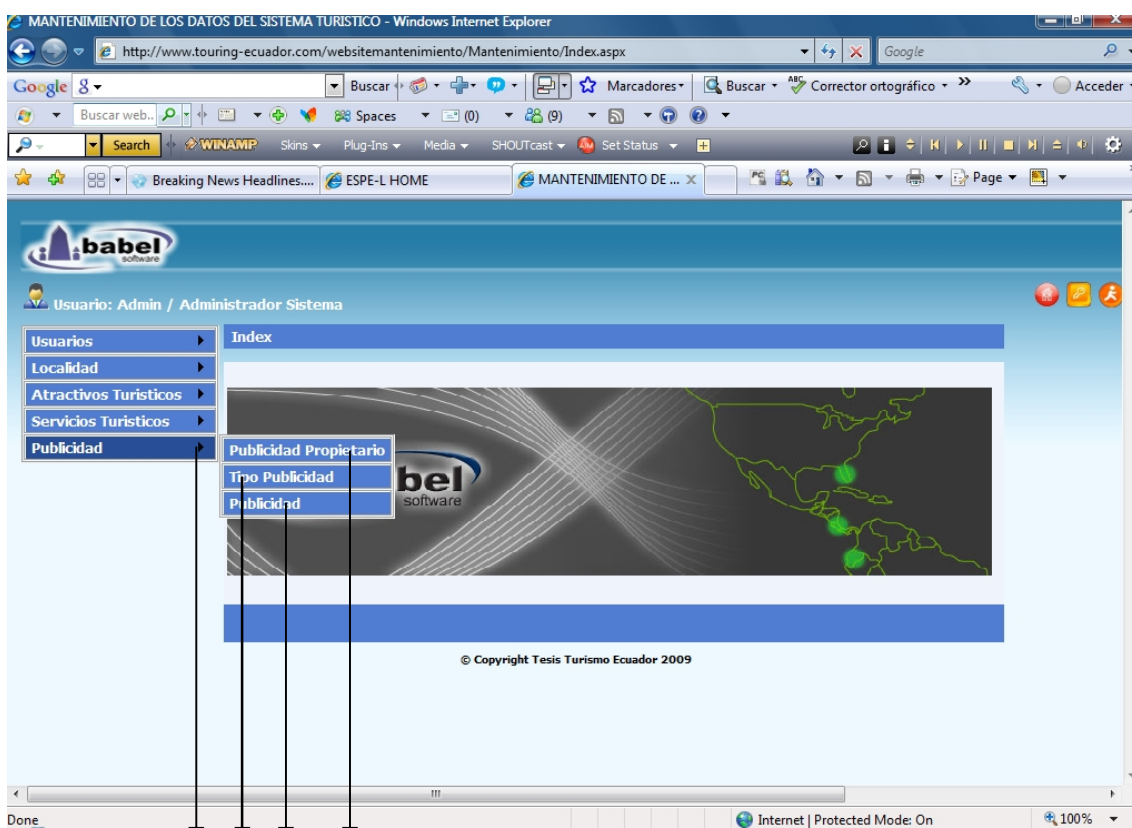 MANTENIMIENTO DE LOS DATOS DEL SISTEMA TURISTICO - Windows Internet Explorer
http://www.touring-ecuador.com/websitemantenimiento/Mantenimiento/Index.aspx Google
Google Buscar Marcadores Buscar Corrector ortográfico Acceder
Buscar web.. Spaces (0) (9)
Search WINAMP Skins Plug-Ins Media SHOUTcast Set Status
Breaking News Headlines.... ESPE-L HOME MANTENIMIENTO DE ... Page
babel
software
Usuario: Admin / Administrador Sistema
Usuarios Index
Localidad
Atractivos Turisticos
Servicios Turisticos
Publicidad Publicidad Propietario
Tipo Publicidad
Publicidad
bel
software
© Copyright Tesis Turismo Ecuador 2009
Done Internet | Protected Mode: On 100%